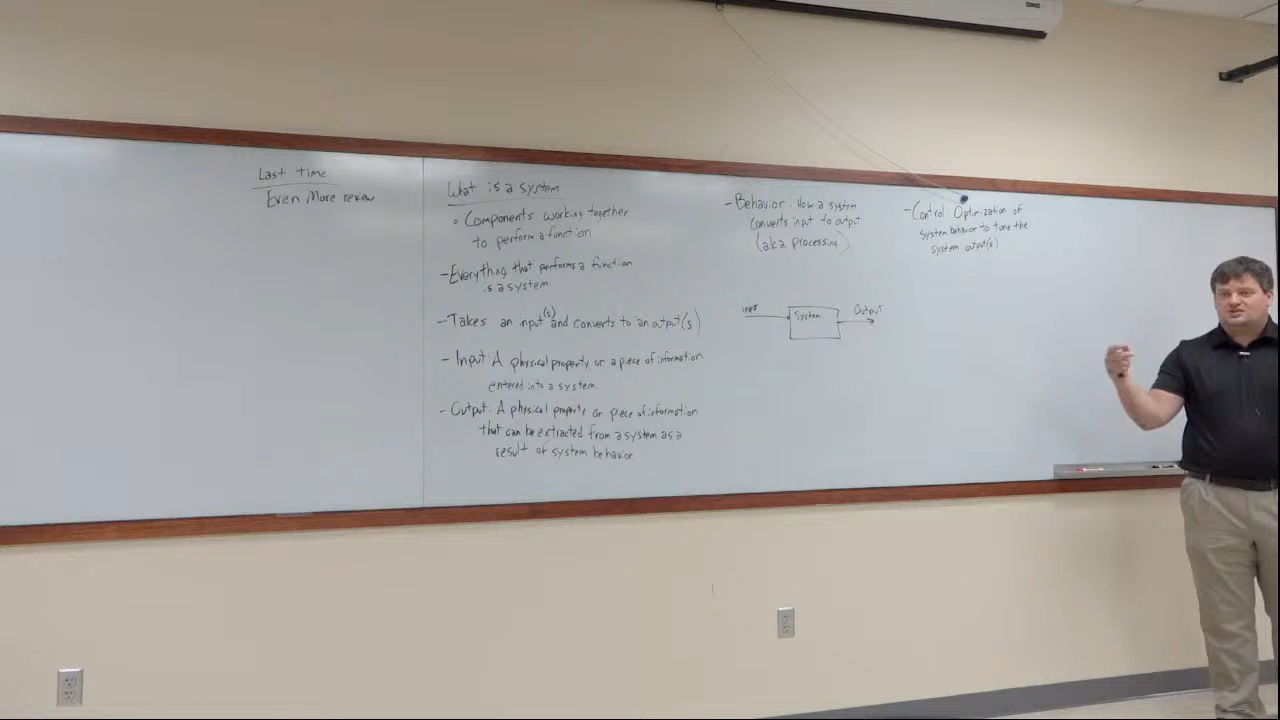 Last time
Even More review
What is a system
◦ Components working together
to perform a function
- Everything that performs a function
is a system.
- Takes an input(s) and converts to an output(s)
- Input: A physical property or a piece of information
entered into a system.
- Output: A physical property or piece of information
that can be extracted from a system as a
result of system behavior.
- Behavior: How a system
converts input to output
(aka processing)
Input
System
Output
- Control Optimization of
system behavior to tune the
system output(s)